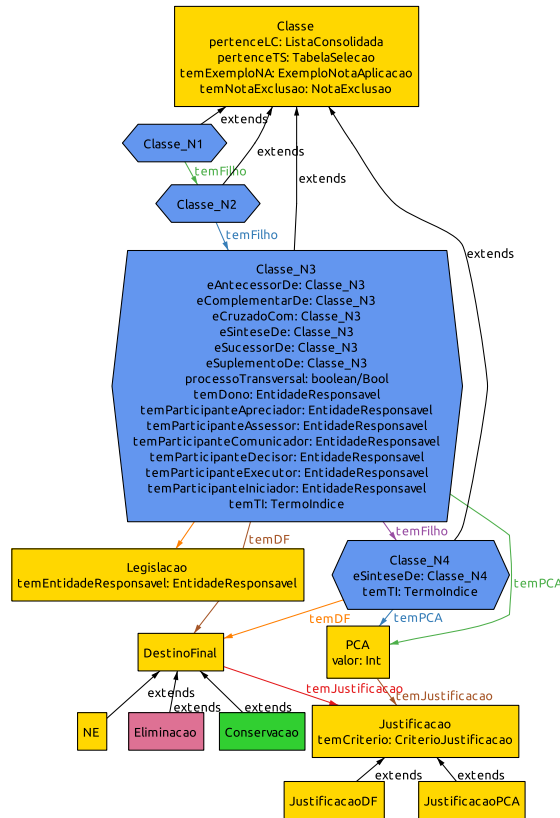 Classe
pertenceLC: ListaConsolidada
pertenceTS: TabelaSelecao
temExemploNA: ExemploNotaAplicacao
temNotaExclusao: NotaExclusao
extends
Classe_N1
extends
temFilho
extends
Classe_N2
temFilho
extends
Classe_N3
eAntecessorDe: Classe_N3
eComplementarDe: Classe_N3
eCruzadoCom: Classe_N3
eSinteseDe: Classe_N3
eSucessorDe: Classe_N3
eSuplementoDe: Classe_N3
processoTransversal: boolean/Bool
temDono: EntidadeResponsavel
temParticipanteApreciador: EntidadeResponsavel
temParticipanteAssessor: EntidadeResponsavel
temParticipanteComunicador: EntidadeResponsavel
temParticipanteDecisor: EntidadeResponsavel
temParticipanteExecutor: EntidadeResponsavel
temParticipanteIniciador: EntidadeResponsavel
temTI: TermoIndice
temFilho
temDF
Legislacao
temEntidadeResponsavel: EntidadeResponsavel
Classe_N4
eSinteseDe: Classe_N4
temTI: TermoIndice
temPCA
temDF
temPCA
DestinoFinal
PCA
valor: Int
temJustificacao
temJustificacao
extends
extends
extends
NE
Eliminacao
Conservacao
Justificacao
temCriterio: CriterioJustificacao
extends
extends
JustificacaoDF
JustificacaoPCA